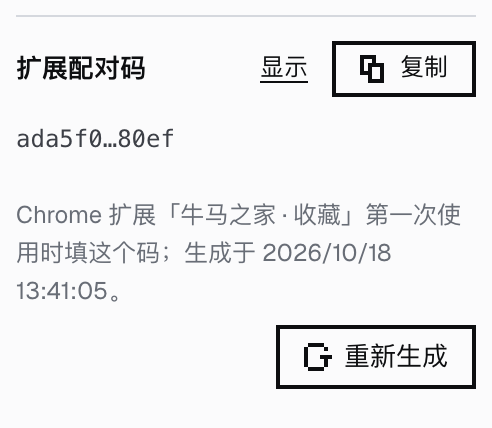 扩展配对码 显示 复制
ada5f0…80ef
Chrome 扩展「牛马之家 · 收藏」第一次使
用时填这个码；生成于 2026/10/18
13:41:05。
重新生成